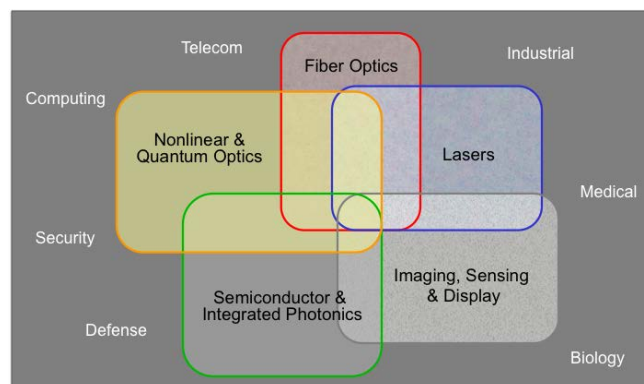 Telecom
Industrial
Fiber Optics
Computing
Nonlinear &
Quantum Optics
Lasers
Medical
Security
Imaging, Sensing
& Display
Semiconductor &
Integrated Photonics
Defense
Biology